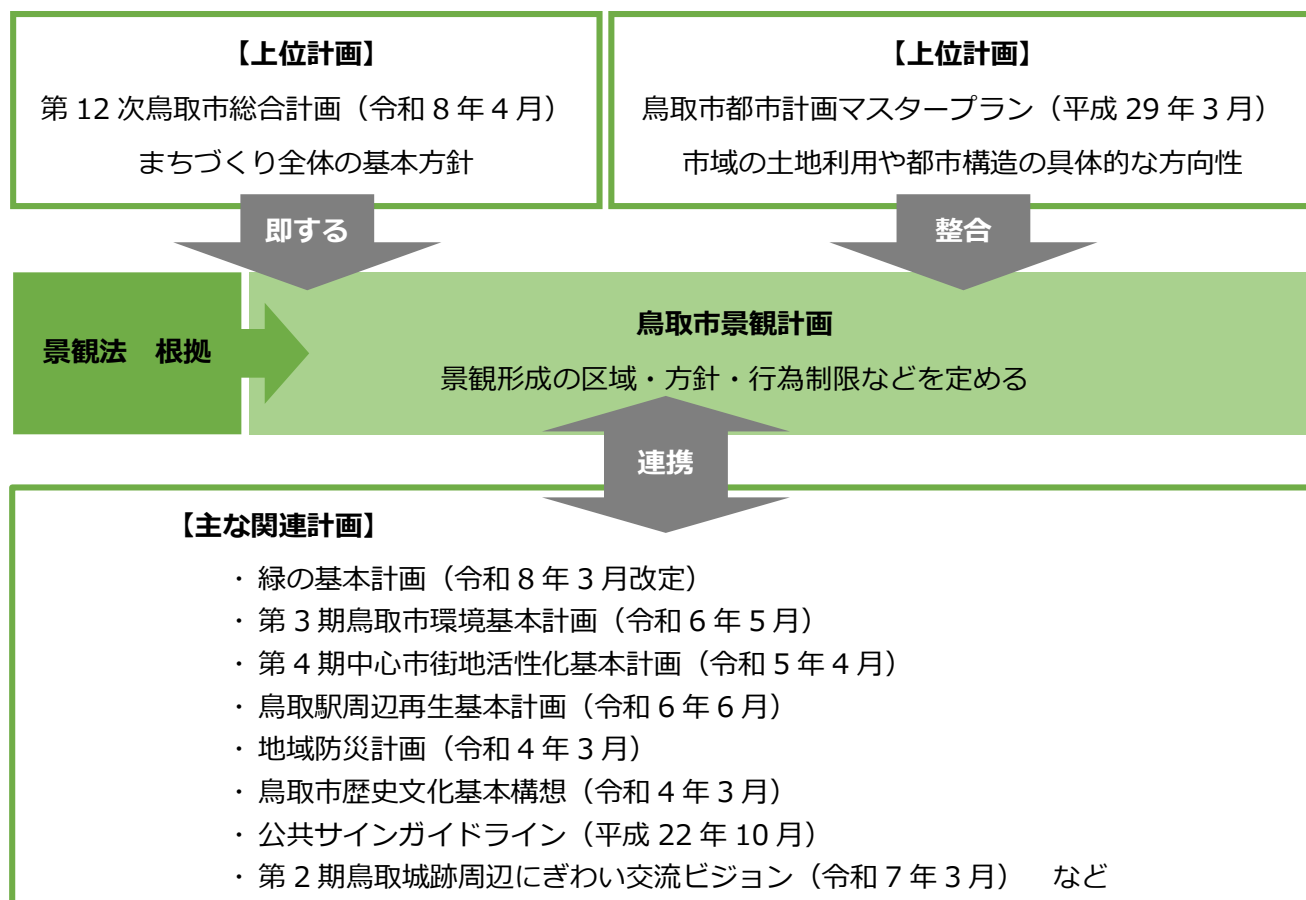 【上位計画】
第 12 次鳥取市総合計画（令和 8 年 4 月）
まちづくり全体の基本方針
【上位計画】
鳥取市都市計画マスタープラン（平成 29 年 3 月）
市域の土地利用や都市構造の具体的な方向性
即する
整合
景観法　根拠
鳥取市景観計画
景観形成の区域・方針・行為制限などを定める
連携
【主な関連計画】
・緑の基本計画（令和 8 年 3 月改定）
・第 3 期鳥取市環境基本計画（令和 6 年 5 月）
・第 4 期中心市街地活性化基本計画（令和 5 年 4 月）
・鳥取駅周辺再生基本計画（令和 6 年 6 月）
・地域防災計画（令和 4 年 3 月）
・鳥取市歴史文化基本構想（令和 4 年 3 月）
・公共サインガイドライン（平成 22 年 10 月）
・第 2 期鳥取城跡周辺にぎわい交流ビジョン（令和 7 年 3 月）　など